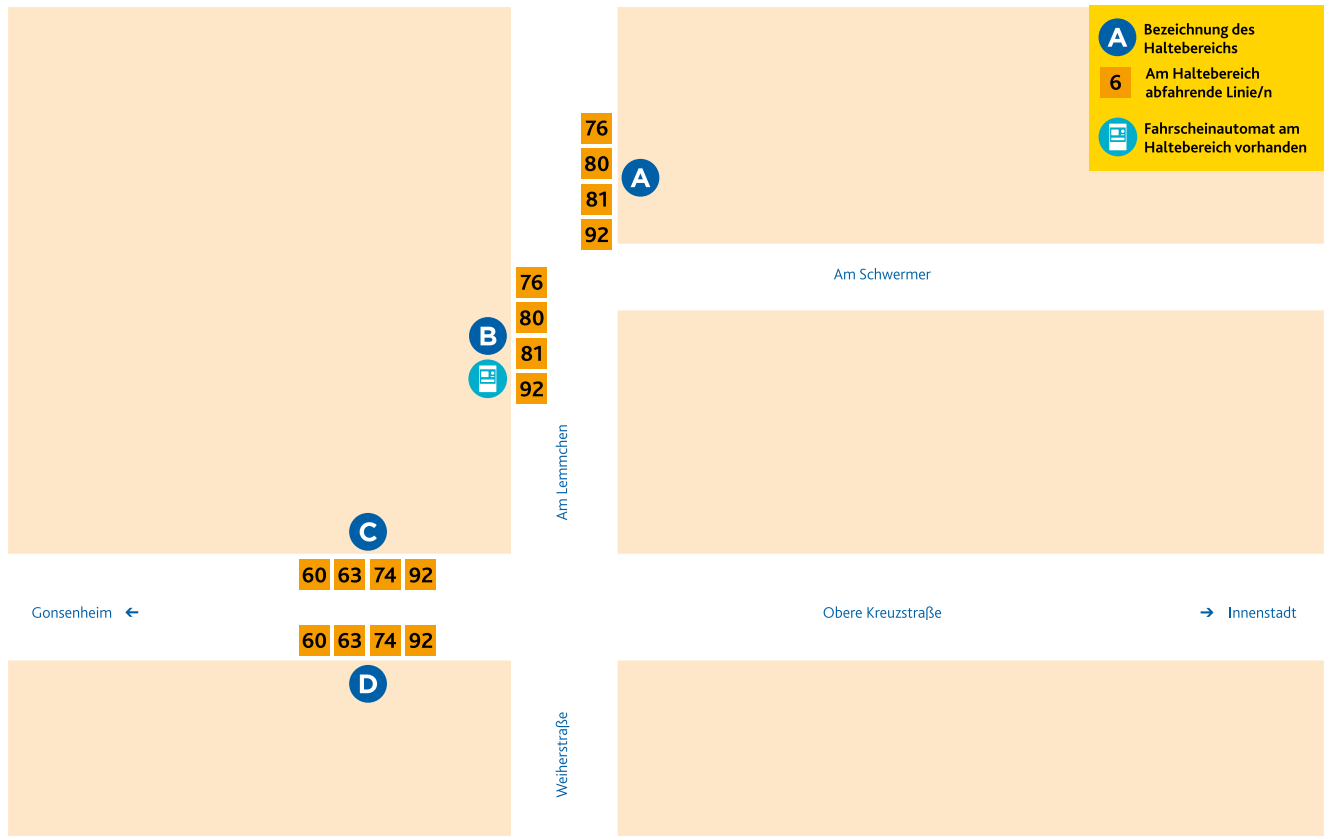 A
Bezeichnung des
Haltebereichs
6
Am Haltebereich
abfahrende Linie/n
Fahrscheinautomat am
Haltebereich vorhanden
76
80
81
92
A
Am Schwermer
76
80
81
92
B
Am Lemmchen
C
60 63 74 92
Gonsenheim ←
Obere Kreuzstraße
→ Innenstadt
60 63 74 92
D
Weiherstraße